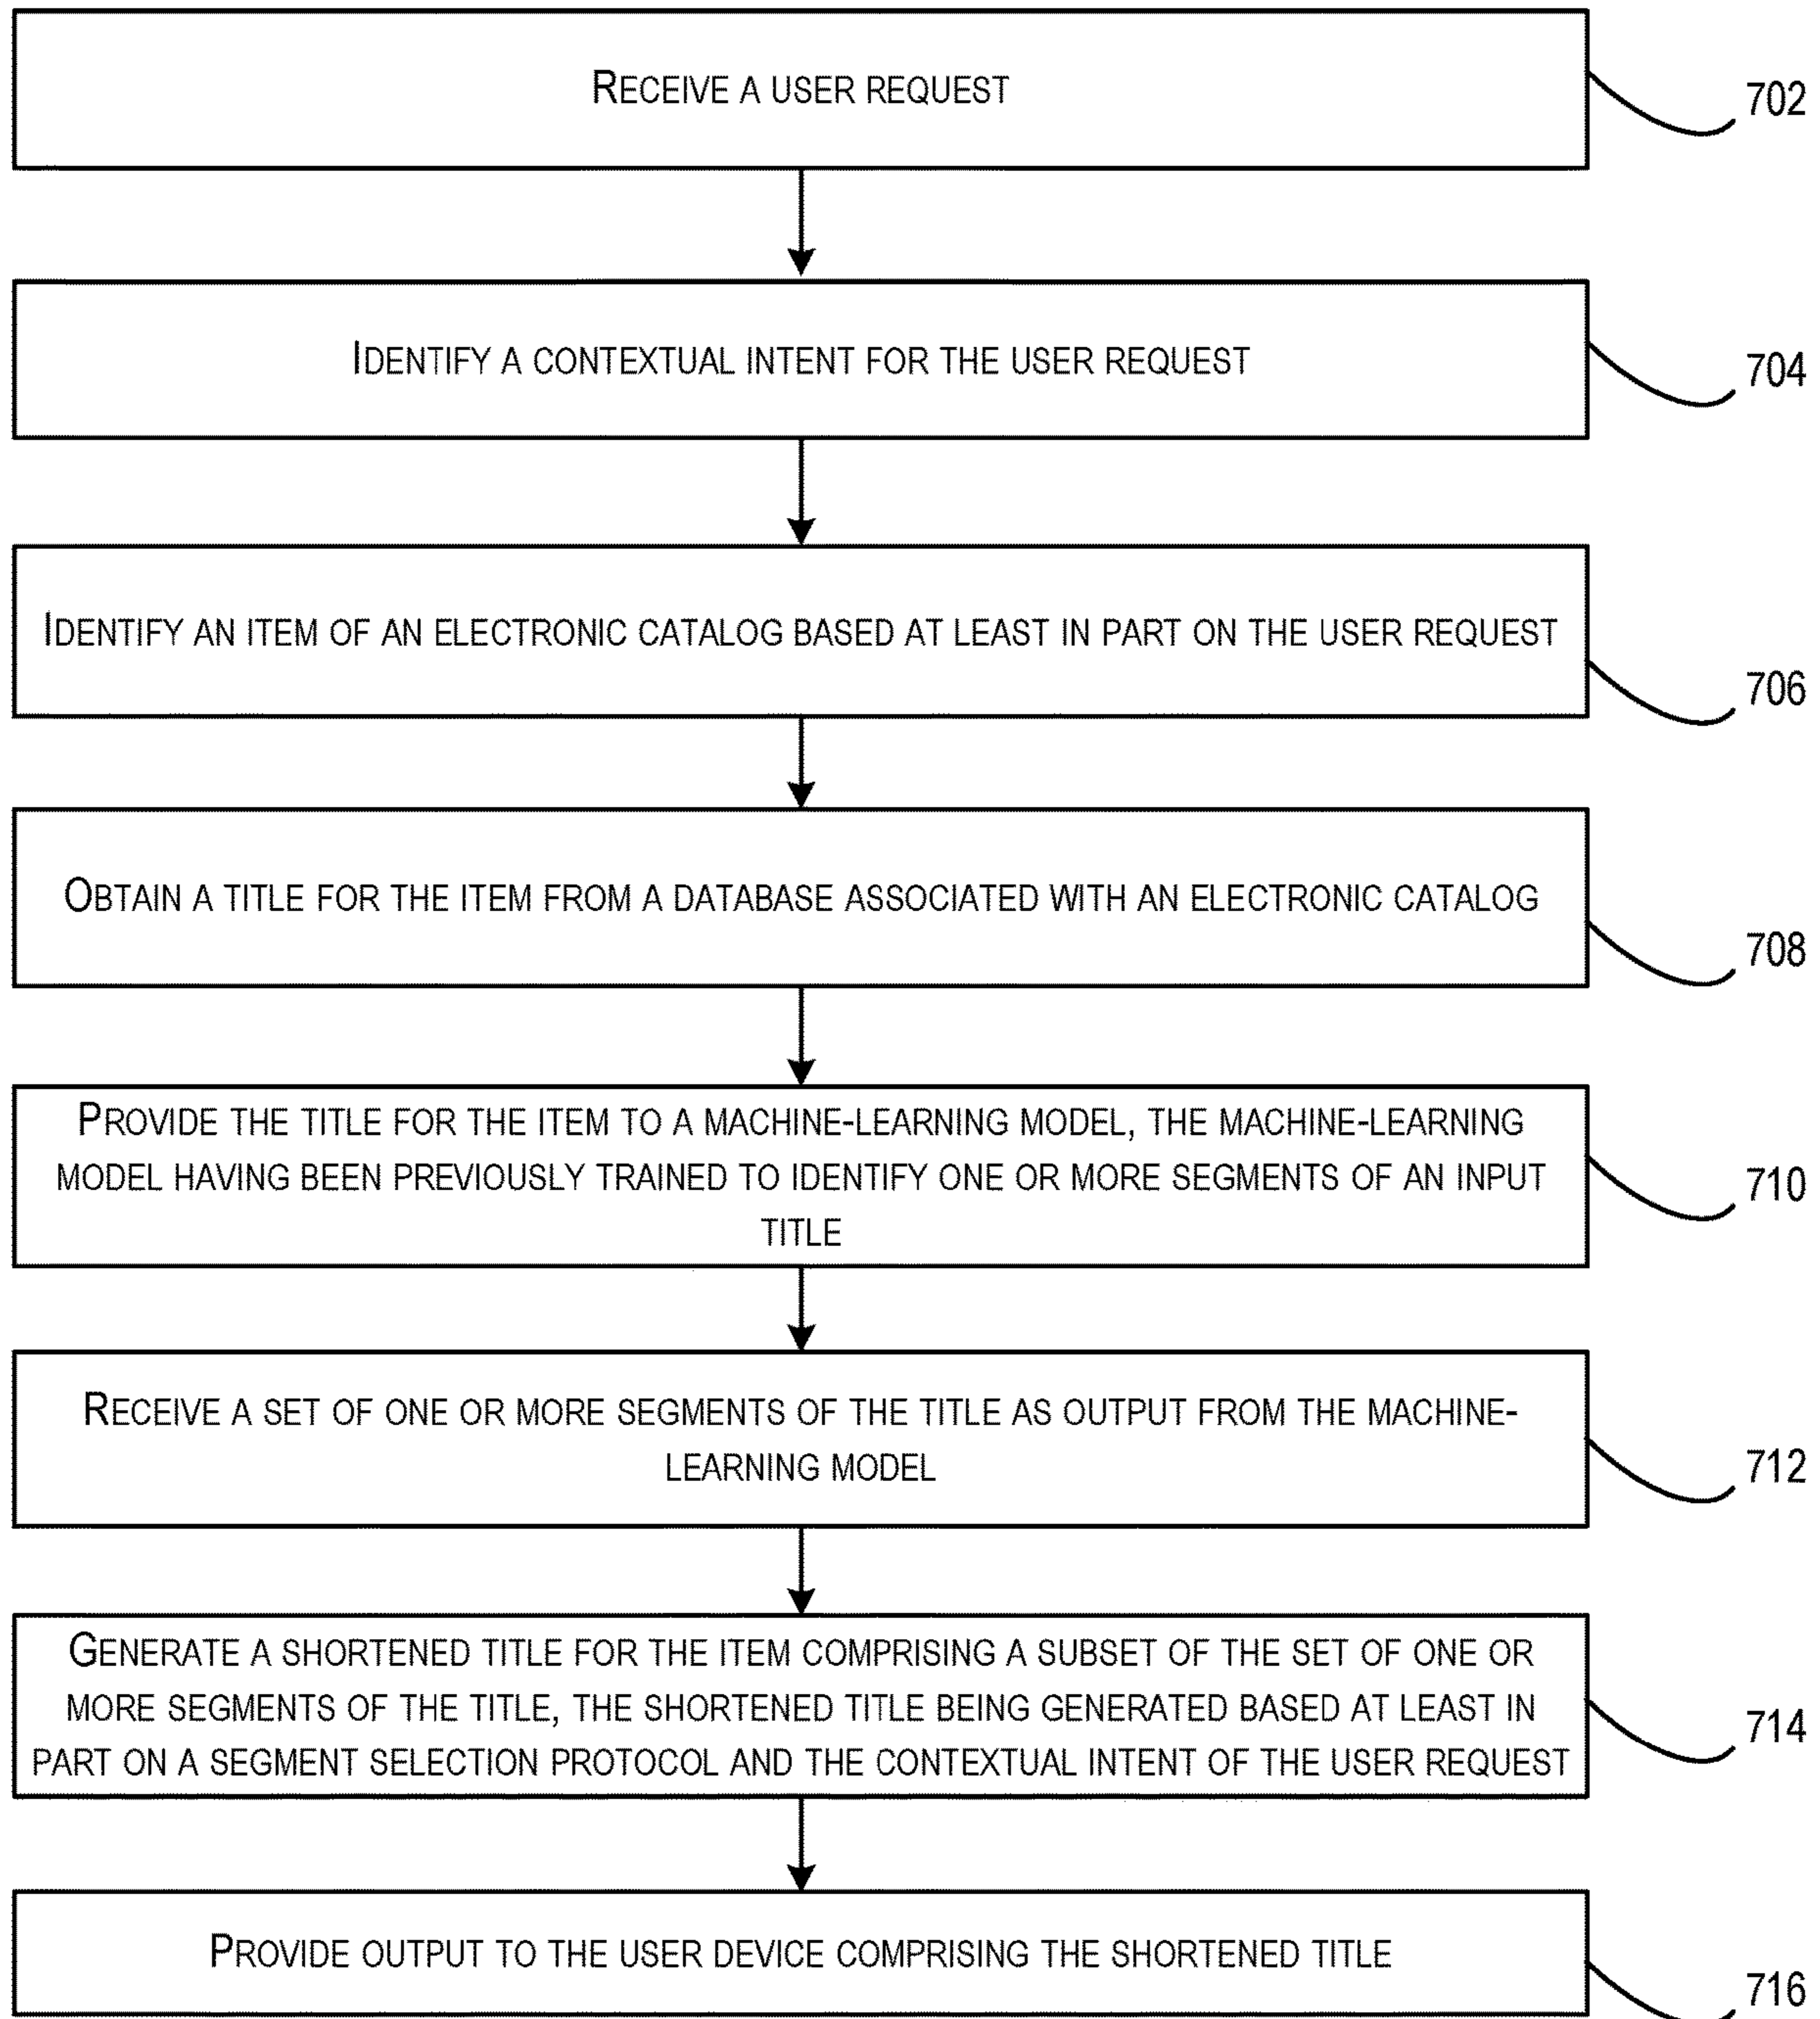 RECEIVE A USER REQUEST
702
IDENTIFY A CONTEXTUAL INTENT FOR THE USER REQUEST
704
IDENTIFY AN ITEM OF AN ELECTRONIC CATALOG BASED AT LEAST IN PART ON THE USER REQUEST
706
OBTAIN A TITLE FOR THE ITEM FROM A DATABASE ASSOCIATED WITH AN ELECTRONIC CATALOG
708
PROVIDE THE TITLE FOR THE ITEM TO A MACHINE-LEARNING MODEL, THE MACHINE-LEARNING
MODEL HAVING BEEN PREVIOUSLY TRAINED TO IDENTIFY ONE OR MORE SEGMENTS OF AN INPUT
TITLE
710
RECEIVE A SET OF ONE OR MORE SEGMENTS OF THE TITLE AS OUTPUT FROM THE MACHINE-
LEARNING MODEL
712
GENERATE A SHORTENED TITLE FOR THE ITEM COMPRISING A SUBSET OF THE SET OF ONE OR
MORE SEGMENTS OF THE TITLE, THE SHORTENED TITLE BEING GENERATED BASED AT LEAST IN
PART ON A SEGMENT SELECTION PROTOCOL AND THE CONTEXTUAL INTENT OF THE USER REQUEST
714
PROVIDE OUTPUT TO THE USER DEVICE COMPRISING THE SHORTENED TITLE
716